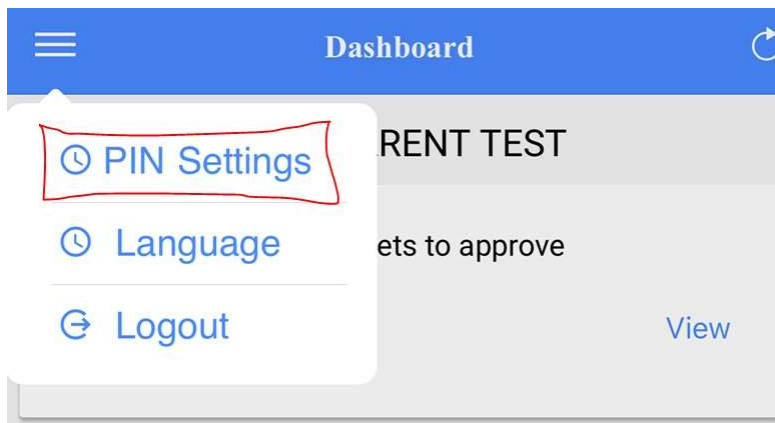 Dashboard
RENT TEST
PIN Settings
Language
ets to approve
Logout
View